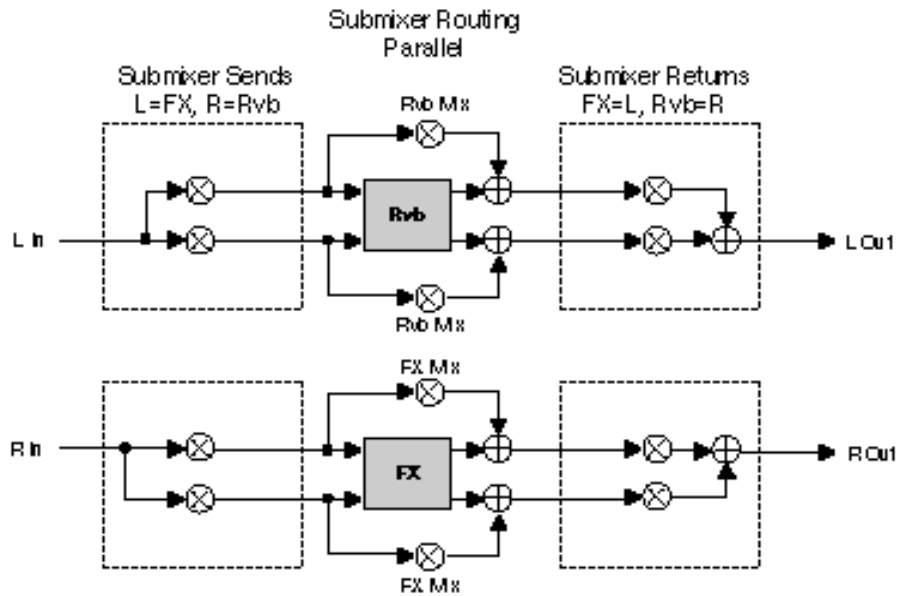 Submixer Routing
Parallel
Submixer Sends
L=FX, R=Rvb
Submixer Returns
FX=L, Rvb=R
Rvb Mx
Rvb
L In
L Out
Rvb Mx
FX Mx
R In
R Out
FX
FX Mx